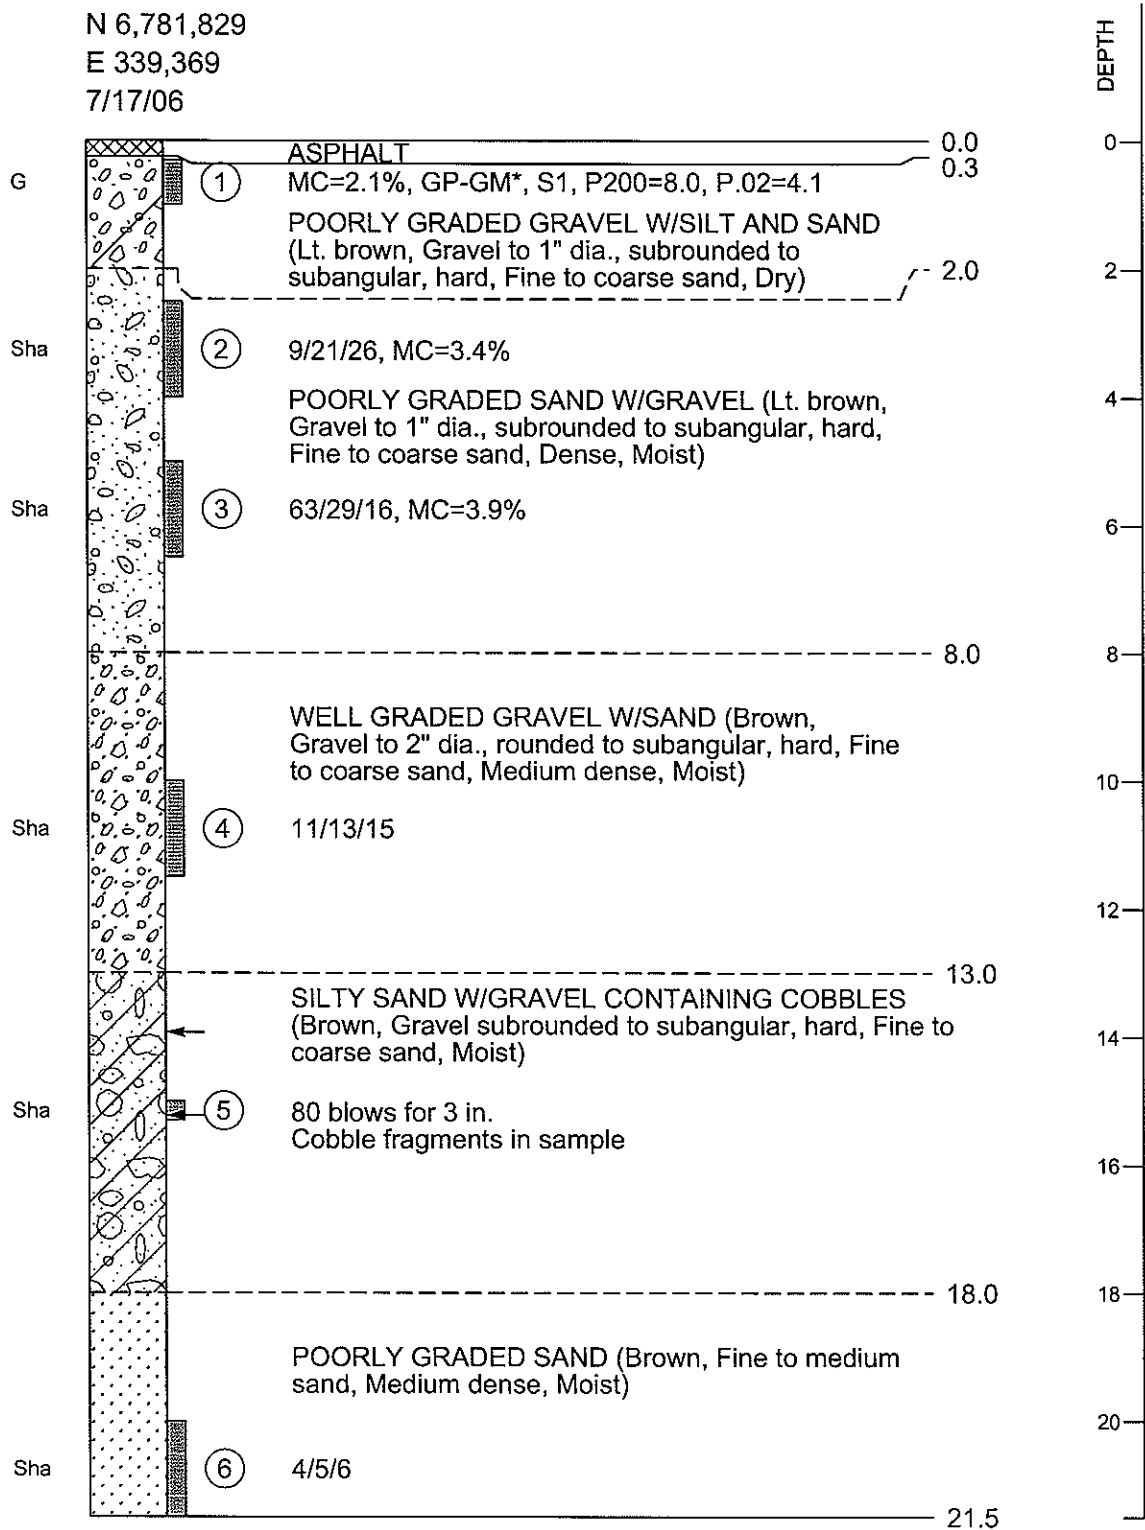 N 6,781,829
E 339,369
7/17/06
DEPTH
0.0
0
ASPHALT
0.3
G
1
MC=2.1%, GP-GM*, S1, P200=8.0, P.02=4.1
POORLY GRADED GRAVEL W/SILT AND SAND
(Lt. brown, Gravel to 1" dia., subrounded to
subangular, hard, Fine to coarse sand, Dry)
2.0
2
Sha
2
9/21/26, MC=3.4%
POORLY GRADED SAND W/GRAVEL (Lt. brown,
4
Gravel to 1" dia., subrounded to subangular, hard,
Fine to coarse sand, Dense, Moist)
Sha
3
63/29/16, MC=3.9%
6
8.0
8
WELL GRADED GRAVEL W/SAND (Brown,
Gravel to 2" dia., rounded to subangular, hard, Fine
to coarse sand, Medium dense, Moist)
10
Sha
4
11/13/15
12
13.0
SILTY SAND W/GRAVEL CONTAINING COBBLES
(Brown, Gravel subrounded to subangular, hard, Fine to
coarse sand, Moist)
14
Sha
5
80 blows for 3 in.
Cobble fragments in sample
16
18.0
18
POORLY GRADED SAND (Brown, Fine to medium
sand, Medium dense, Moist)
20
Sha
6
4/5/6
21.5